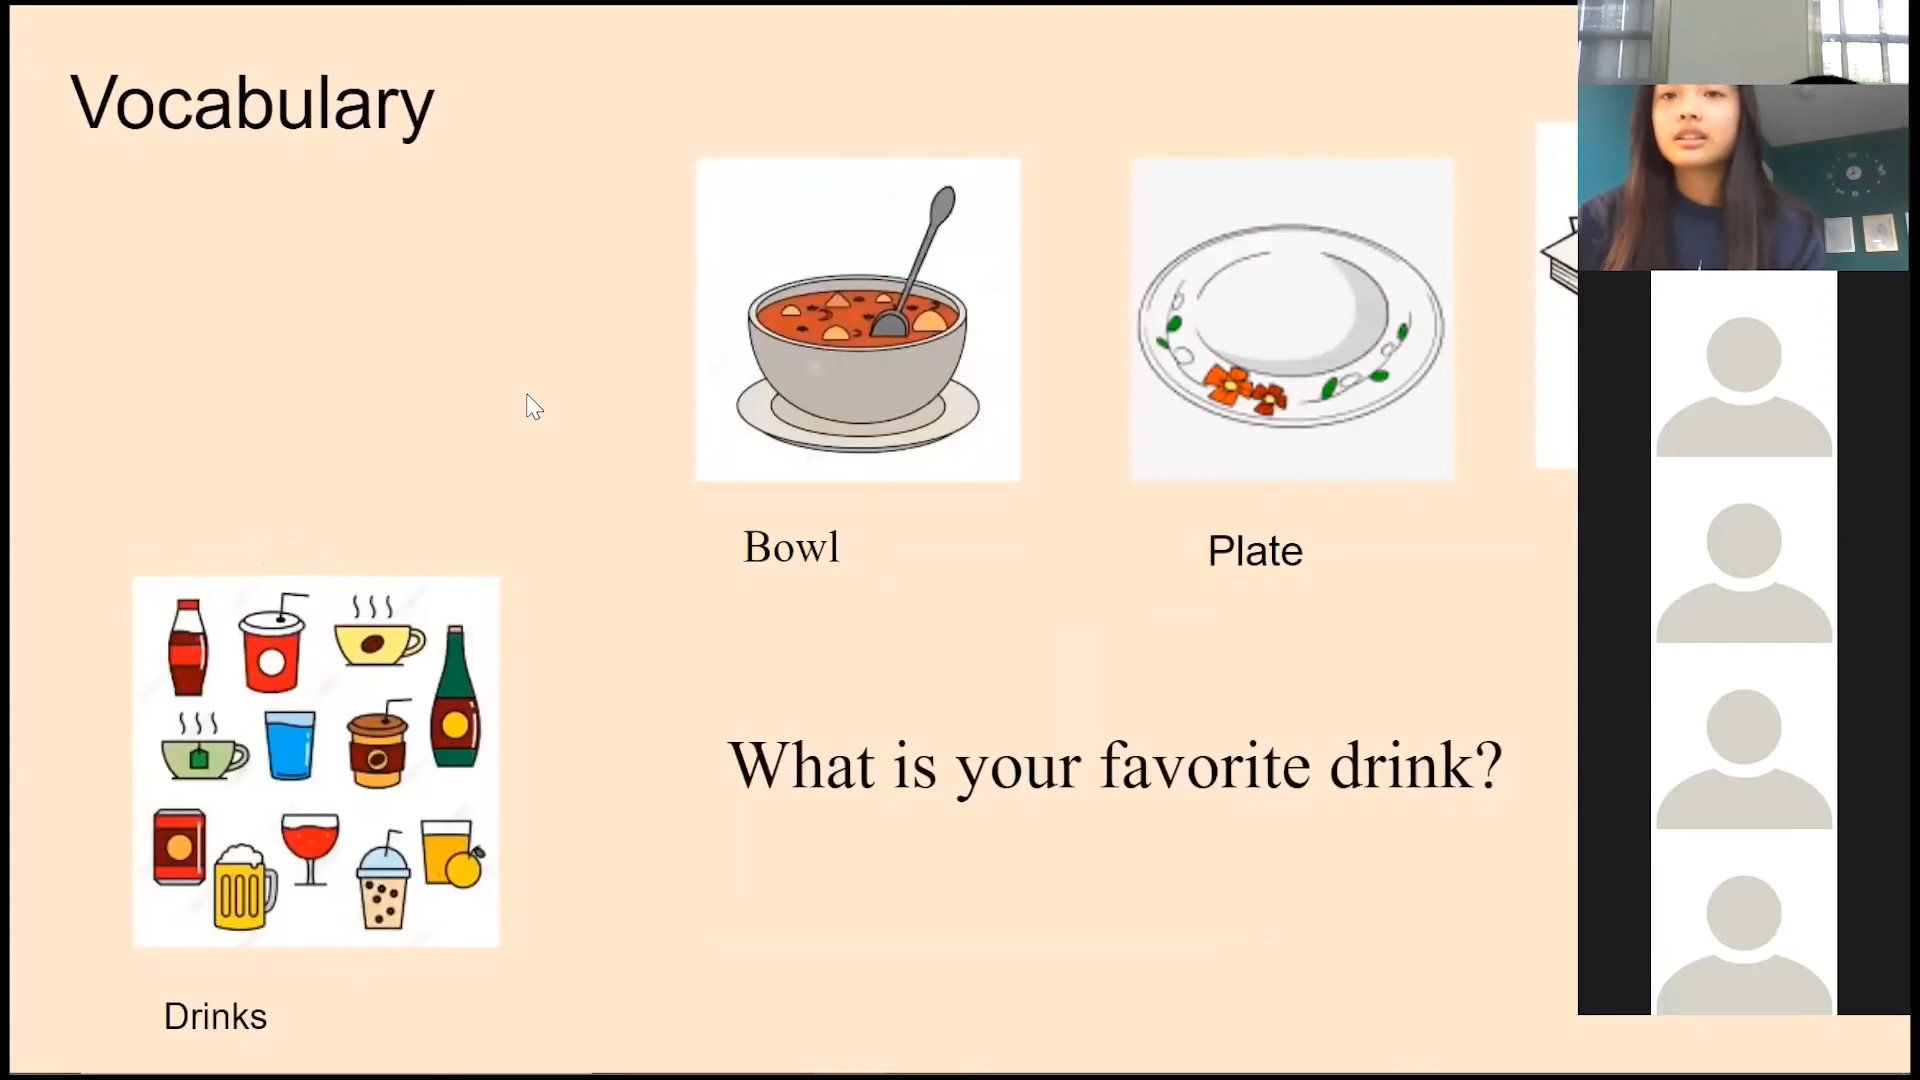 Vocabulary
Bowl
Plate
What is your favorite drink?
Drinks